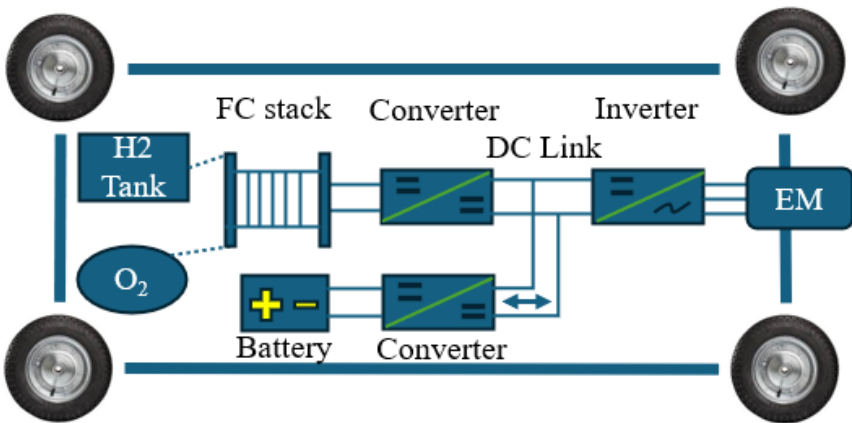 FC stack
Converter
Inverter
H2
Tank
DC Link
EM
O₂
Battery
Converter